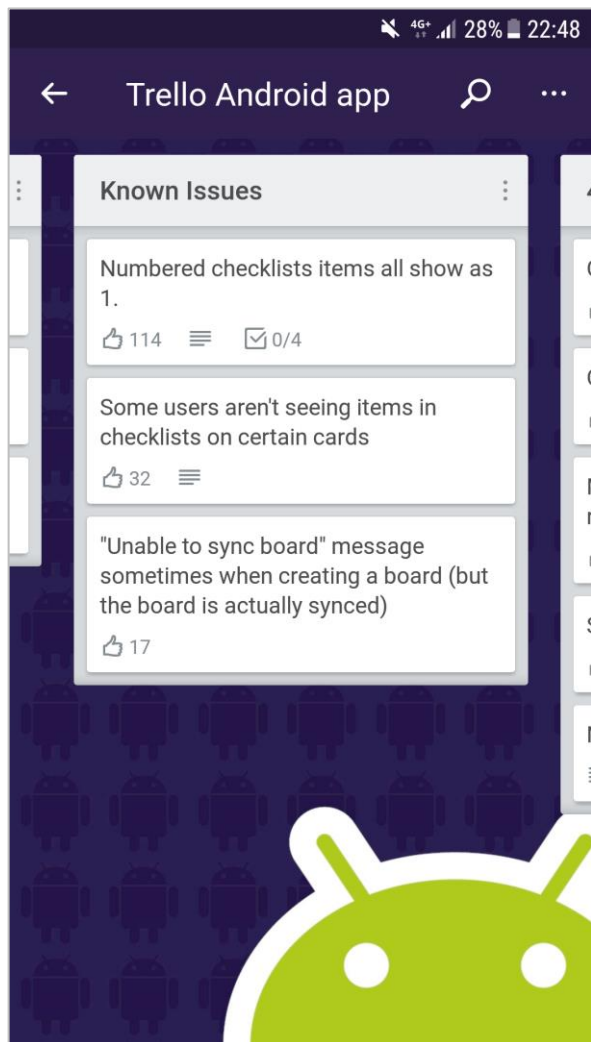 4G+ 28% 22:48
Trello Android app
Known Issues
Numbered checklists items all show as
1.
114 0/4
Some users aren't seeing items in
checklists on certain cards
32
"Unable to sync board" message
sometimes when creating a board (but
the board is actually synced)
17